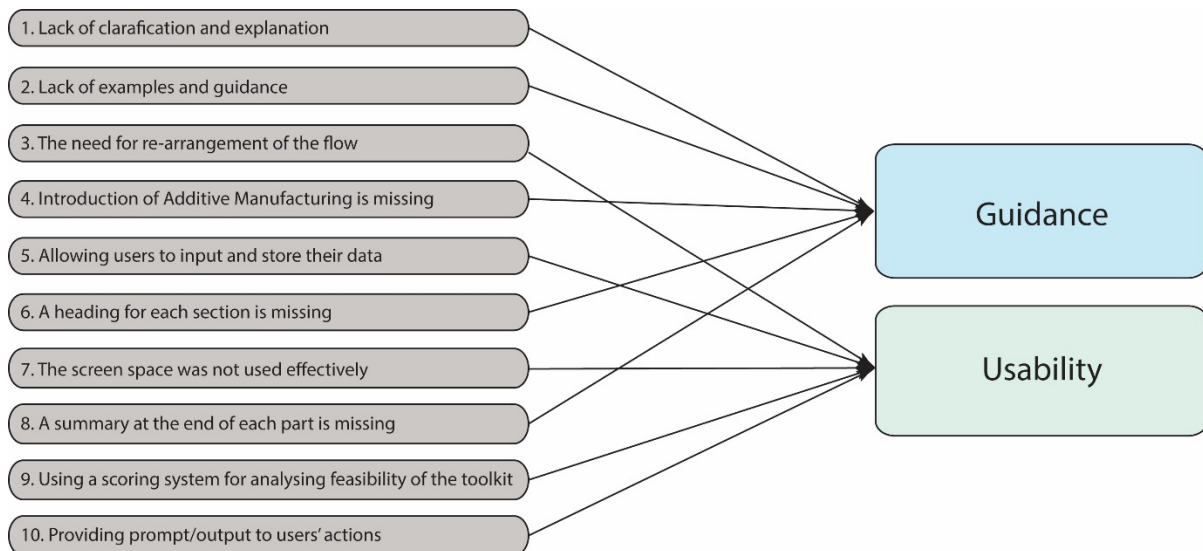 1. Lack of clarafication and explanation
2. Lack of examples and guidance
3. The need for re-arrangement of the flow
4. Introduction of Additive Manufacturing is missing
5. Allowing users to input and store their data
6. A heading for each section is missing
7. The screen space was not used effectively
8. A summary at the end of each part is missing
9. Using a scoring system for analysing feasibility of the toolkit
10. Providing prompt/output to users’ actions
Guidance
Usability